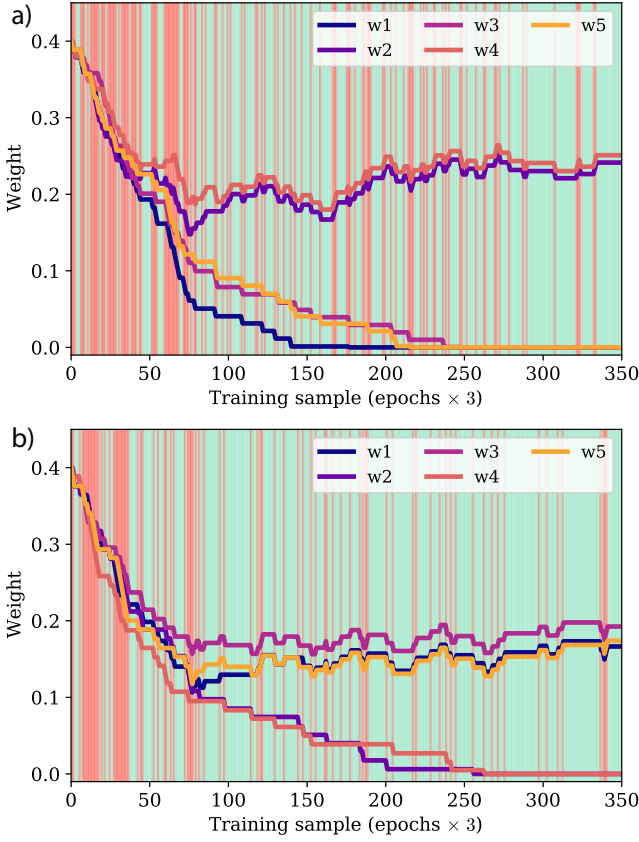 a)
w1 w3 w5
w2 w4
0.4
0.3
0.2
0.1
0.0
Weight
0 50 100 150 200 250 300 350
Training sample (epochs × 3)
b)
w1 w3 w5
w2 w4
0.4
0.3
0.2
0.1
0.0
Weight
0 50 100 150 200 250 300 350
Training sample (epochs × 3)